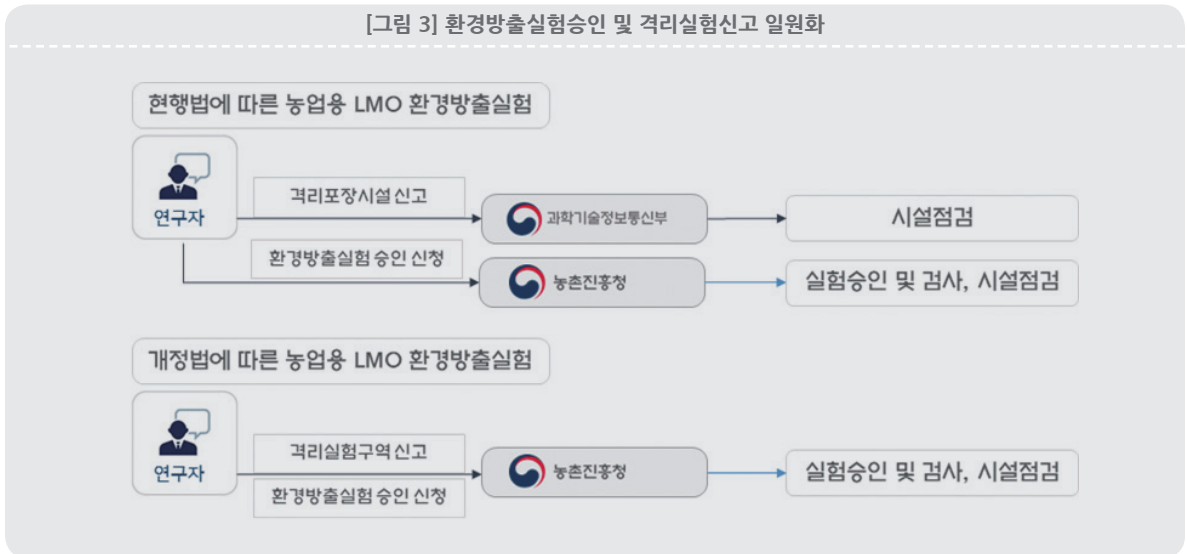 [그림 3] 환경방출실험승인 및 격리실험신고 일원화
현행법에 따른 농업용 LMO 환경방출실험
연구자
격리포장시설 신고
과학기술정보통신부
시설점검
환경방출실험 승인 신청
농촌진흥청
실험승인 및 검사, 시설점검
개정법에 따른 농업용 LMO 환경방출실험
연구자
격리실험구역 신고
환경방출실험 승인 신청
농촌진흥청
실험승인 및 검사, 시설점검